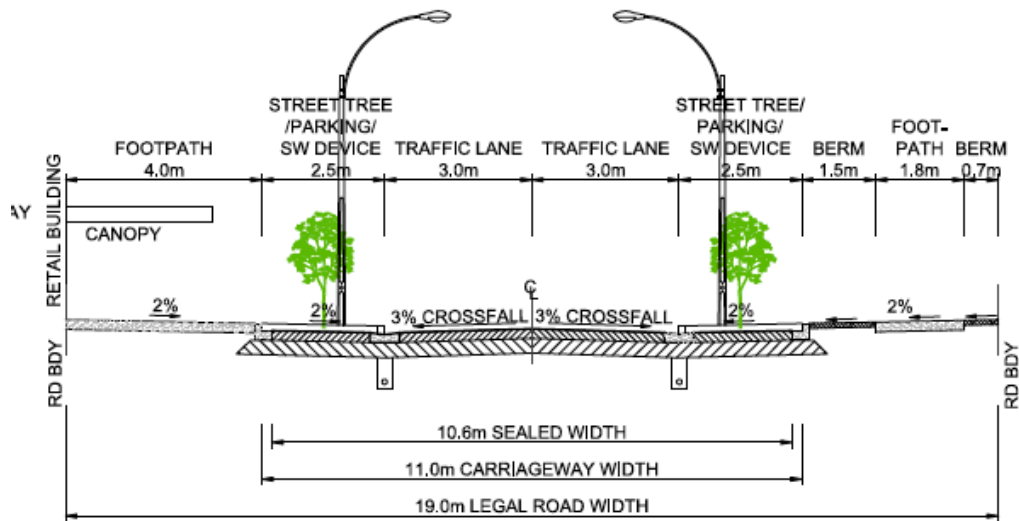 STREET TREE
/PARKING/
SW DEVICE
STREET TREE/
PARKING/
SW DEVICE
FOOTPATH
TRAFFIC LANE
TRAFFIC LANE
BERM
FOOT-
PATH
BERM
4.0m
2.5m
3.0m
3.0m
2.5m
1.5m
1.8m
0.7m
AY
CANOPY
RETAIL BUILDING
RD BDY
2%
2%
3% CROSSFALL
℄
3% CROSSFALL
2%
2%
RD BDY
10.6m SEALED WIDTH
11.0m CARRIAGEWAY WIDTH
19.0m LEGAL ROAD WIDTH